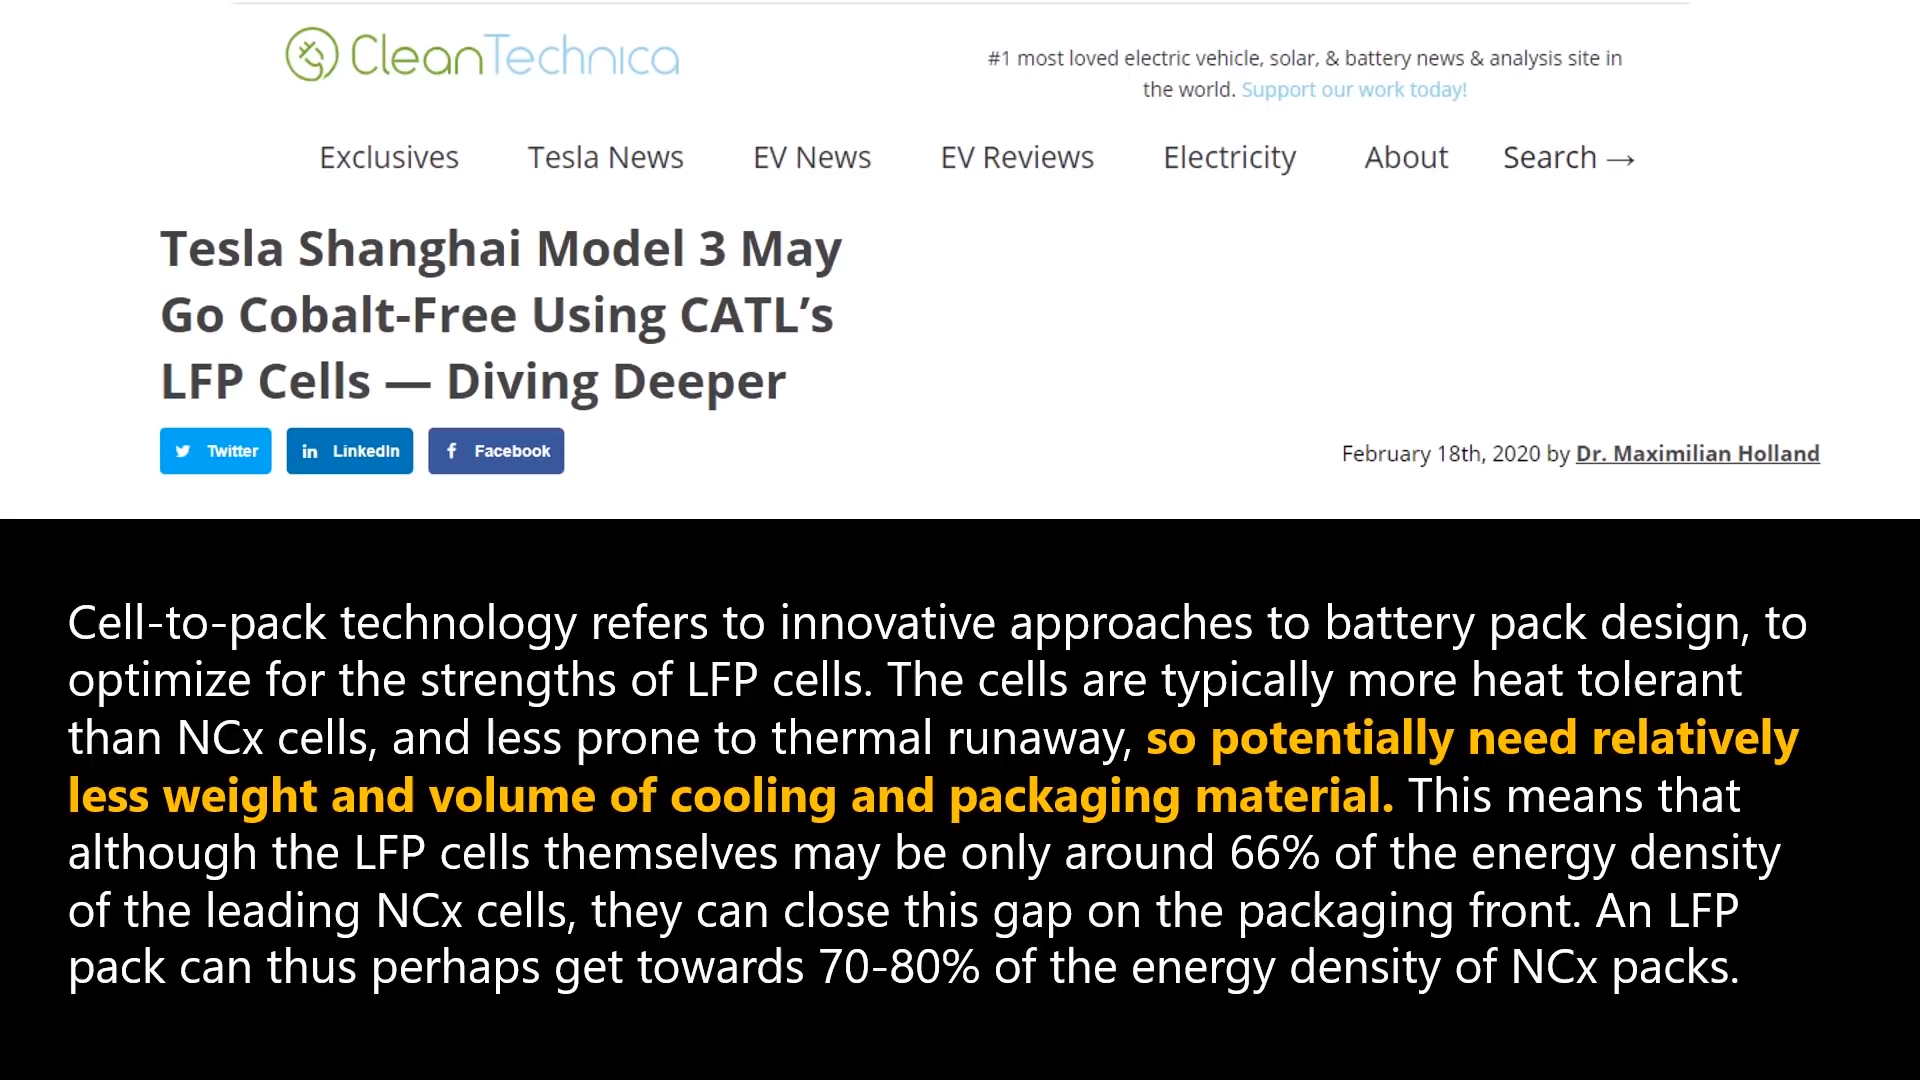 CleanTechnica
#1 most loved electric vehicle, solar, & battery news & analysis site in
the world. Support our work today!
Exclusives Tesla News EV News EV Reviews Electricity About Search →
Tesla Shanghai Model 3 May
Go Cobalt-Free Using CATL’s
LFP Cells — Diving Deeper
Twitter LinkedIn Facebook
February 18th, 2020 by Dr. Maximilian Holland
Cell-to-pack technology refers to innovative approaches to battery pack design, to
optimize for the strengths of LFP cells. The cells are typically more heat tolerant
than NCx cells, and less prone to thermal runaway, so potentially need relatively
less weight and volume of cooling and packaging material. This means that
although the LFP cells themselves may be only around 66% of the energy density
of the leading NCx cells, they can close this gap on the packaging front. An LFP
pack can thus perhaps get towards 70-80% of the energy density of NCx packs.